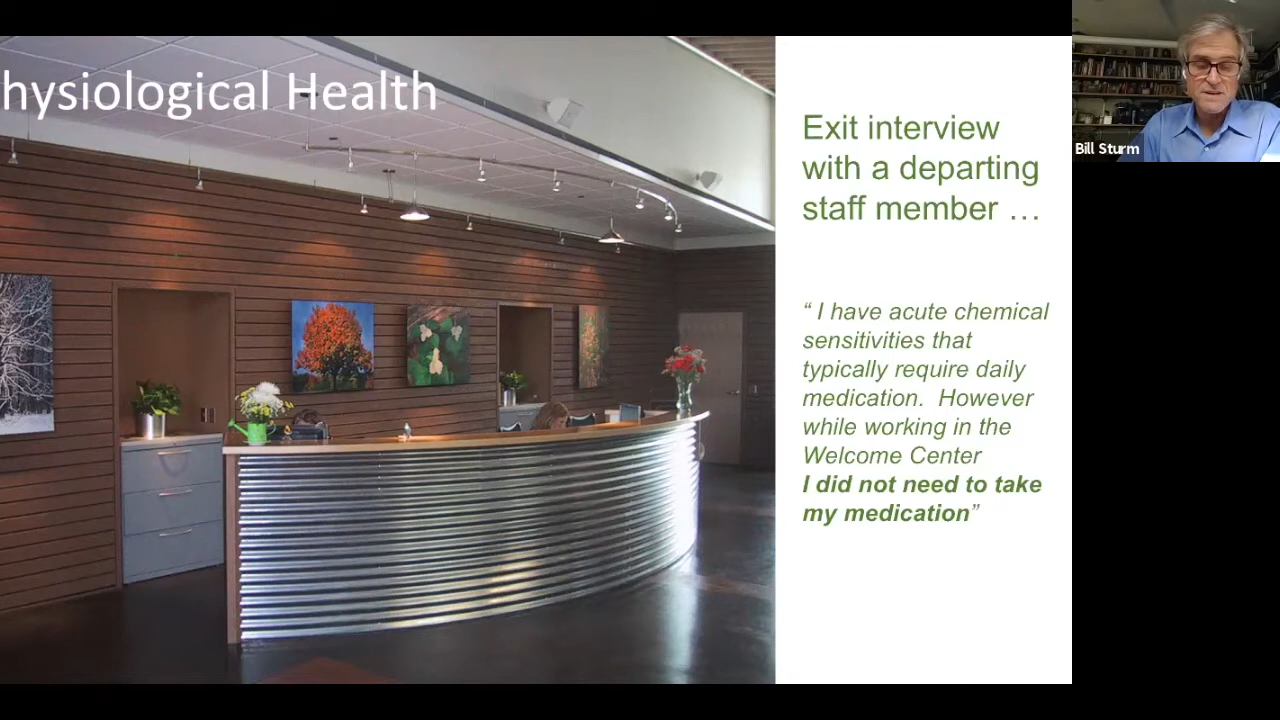 hysiological Health
Exit interview
with a departing
staff member …
“ I have acute chemical
sensitivities that
typically require daily
medication.  However
while working in the
Welcome Center
I did not need to take
my medication”
Bill Sturm